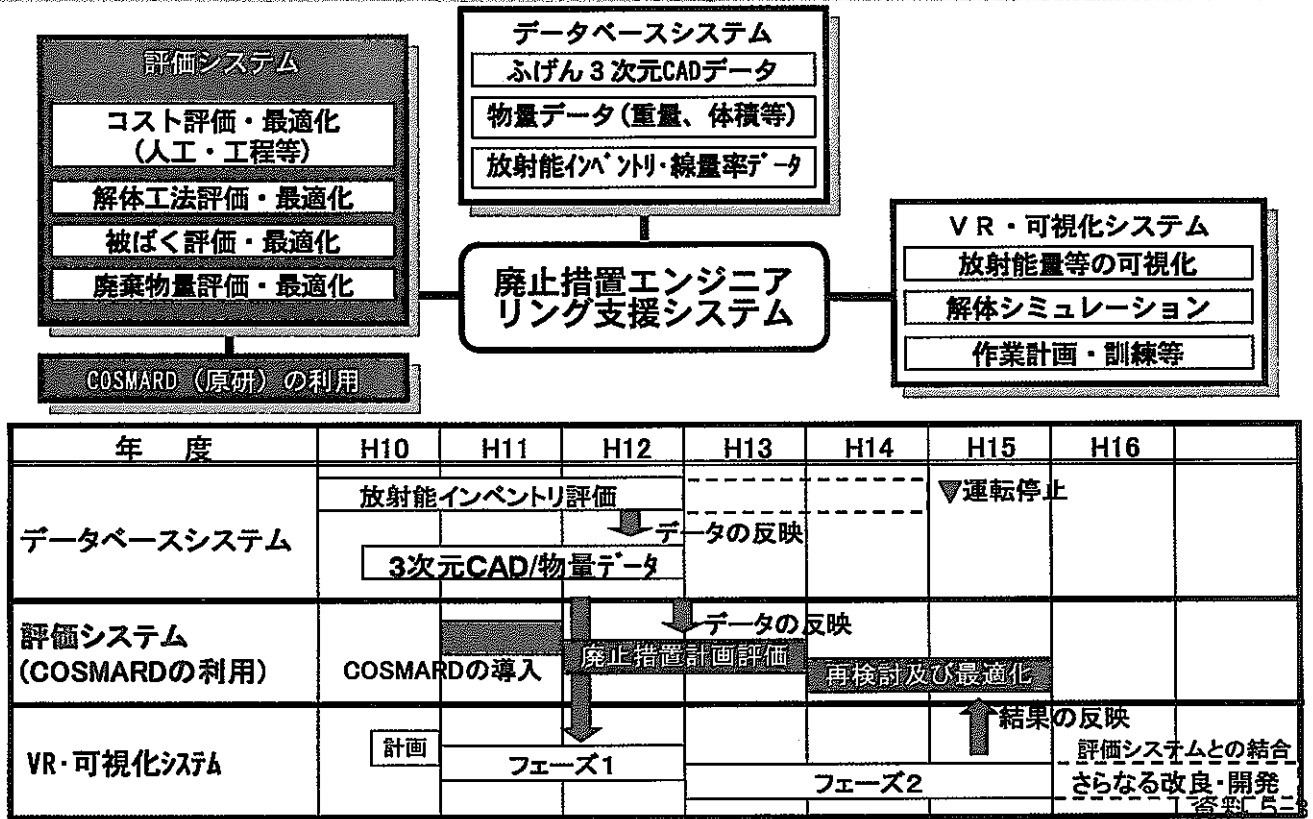 評価システム
コスト評価・最適化
(人工・工程等)
解体工法評価・最適化
被ばく評価・最適化
廃棄物量評価・最適化
COSMARD（原研）の利用
データベースシステム
ふげん３次元CADデータ
物量データ(重量、体積等)
放射能ｲﾝﾍﾞﾝﾄﾘ・線量率ﾃﾞｰﾀ
廃止措置エンジニア
リング支援システム
ＶＲ・可視化システム
放射能量等の可視化
解体シミュレーション
作業計画・訓練等
年 度 H10 H11 H12 H13 H14 H15 H16
データベースシステム
放射能インベントリ評価
▼運転停止
データの反映
3次元CAD/物量ﾃﾞｰﾀ
評価システム
(COSMARDの利用)
COSMARDの導入
データの反映
廃止措置計画評価
再検討及び最適化
結果の反映
VR・可視化ｼｽﾃﾑ
計画
フェーズ1
フェーズ2
評価システムとの結合
さらなる改良・開発
資料 5-3